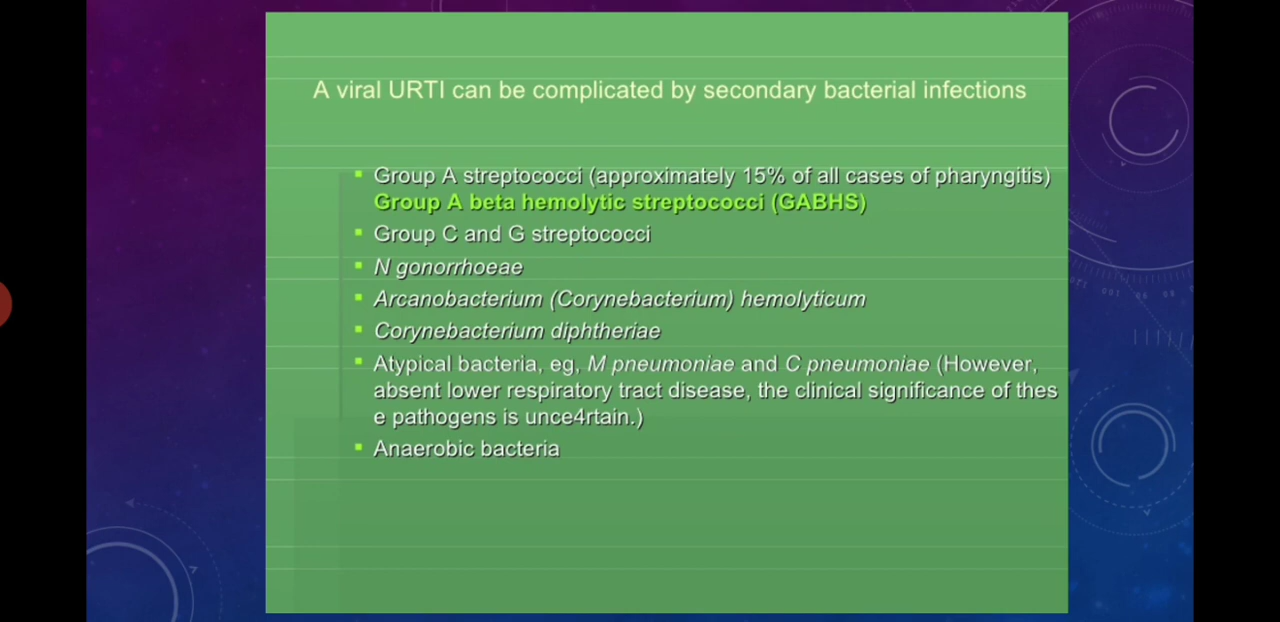 A viral URTI can be complicated by secondary bacterial infections
Group A streptococci (approximately 15% of all cases of pharyngitis)
Group A beta hemolytic streptococci (GABHS)
Group C and G streptococci
N gonorrhoeae
Arcanobacterium (Corynebacterium) hemolyticum
Corynebacterium diphtheriae
Atypical bacteria, eg, M pneumoniae and C pneumoniae (However,
absent lower respiratory tract disease, the clinical significance of thes
e pathogens is unce4rtain.)
Anaerobic bacteria